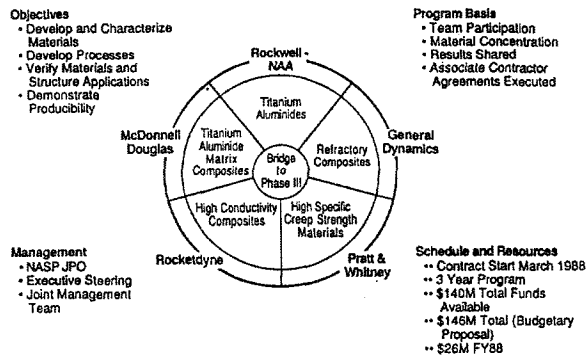 Objectives
• Develop and Characterize
Materials
• Develop Processes
• Verify Materials and
Structure Applications
• Demonstrate
Producibility
Program Basis
• Team Participation
• Material Concentration
• Results Shared
• Associate Contractor
Agreements Executed
Rockwell -
NAA
Titanium
Aluminides
McDonnell
Douglas
Titanium
Aluminide
Matrix
Composites
Refractory
Composites
General
Dynamics
Bridge
to
Phase III
High Conductivity
Composites
High Specific
Creep Strength
Materials
Rocketdyne
Pratt &
Whitney
Management
• NASP JPO
• Executive Steering
• Joint Management
Team
Schedule and Resources
•• Contract Start March 1988
•• 3 Year Program
•• $140M Total Funds
Available
•• $146M Total (Budgetary
Proposal)
•• $26M FY88